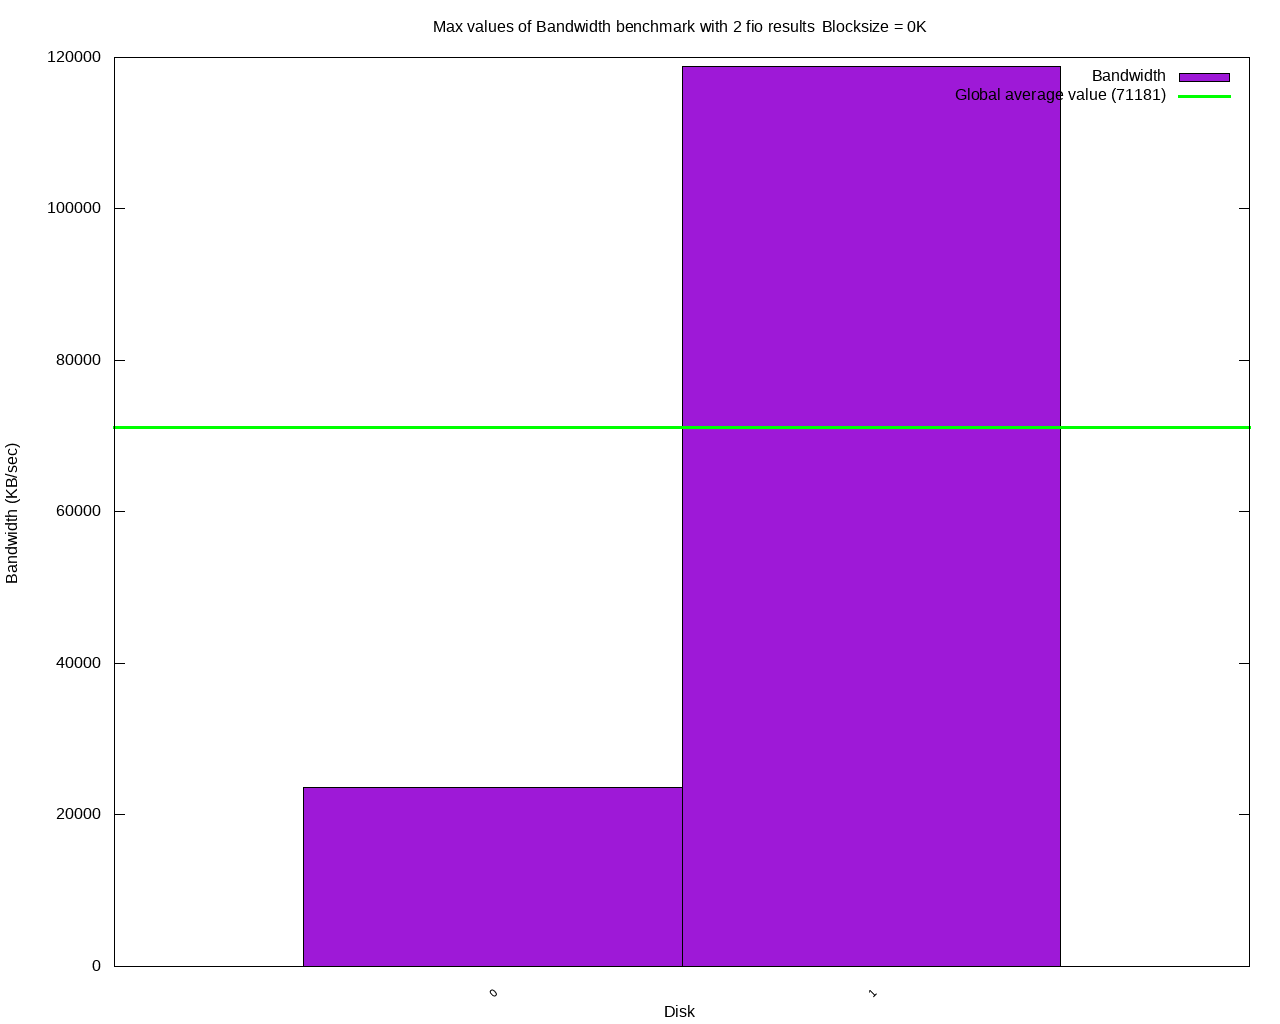 Max values of Bandwidth benchmark with 2 fio results Blocksize = 0K
Bandwidth
Global average value (71181)
120000
100000
80000
60000
40000
20000
0
Bandwidth (KB/sec)
0
1
Disk